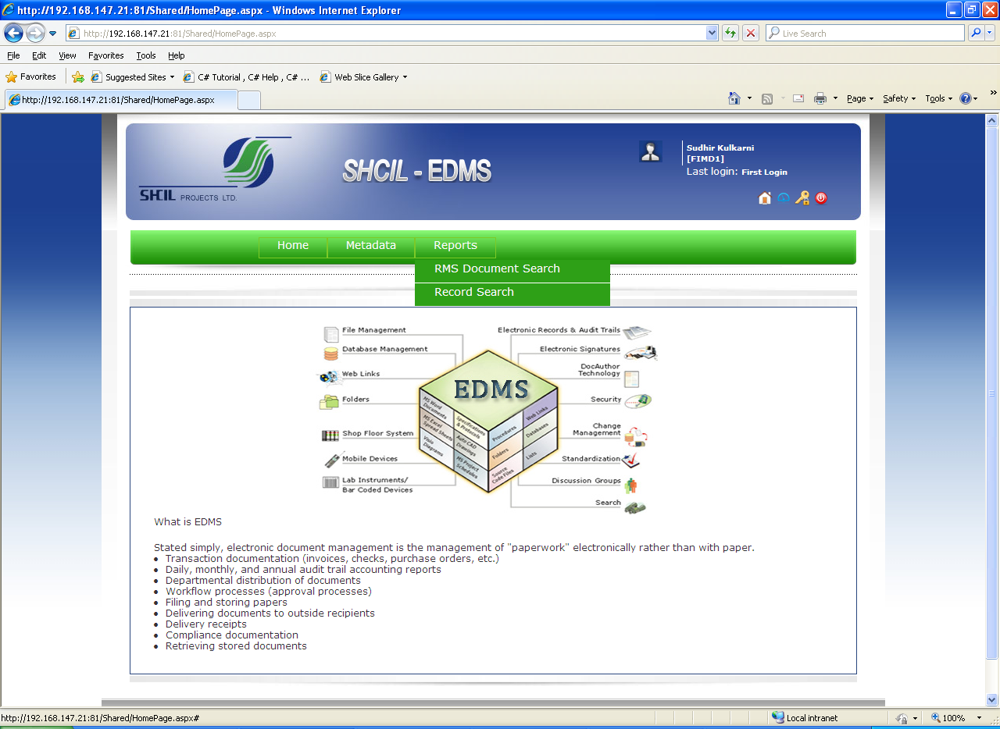 http://192.168.147.21:81/Shared/HomePage.aspx - Windows Internet Explorer
http://192.168.147.21:81/Shared/HomePage.aspx
Live Search
File Edit View Favorites Tools Help
Favorites Suggested Sites C# Tutorial , C# Help , C# ... Web Slice Gallery
http://192.168.147.21:81/Shared/HomePage.aspx
Page Safety Tools
SHCIL PROJECTS LTD.
SHCIL - EDMS
Sudhir Kulkarni
[FIMD1]
Last login: First Login
Home Metadata Reports
RMS Document Search
Record Search
File Management
Database Management
Web Links
Folders
Shop Floor System
Mobile Devices
Lab Instruments/
Bar Coded Devices
EDMS
MS Word
Documents
Specifications
& Protocols
MS Excel
Spread Sheets
Auto CAD
Drawings
Visio
Diagrams
MS Project
Schedules
Procedures
Web Links
Folders
Databases
Source
Code Files
Lists
Electronic Records & Audit Trails
Electronic Signatures
DocAuthor
Technology
Security
Change
Management
Standardization
Discussion Groups
Search
What is EDMS
Stated simply, electronic document management is the management of "paperwork" electronically rather than with paper.
• Transaction documentation (invoices, checks, purchase orders, etc.)
• Daily, monthly, and annual audit trail accounting reports
• Departmental distribution of documents
• Workflow processes (approval processes)
• Filing and storing papers
• Delivering documents to outside recipients
• Delivery receipts
• Compliance documentation
• Retrieving stored documents
http://192.168.147.21:81/Shared/HomePage.aspx#
Local intranet
100%